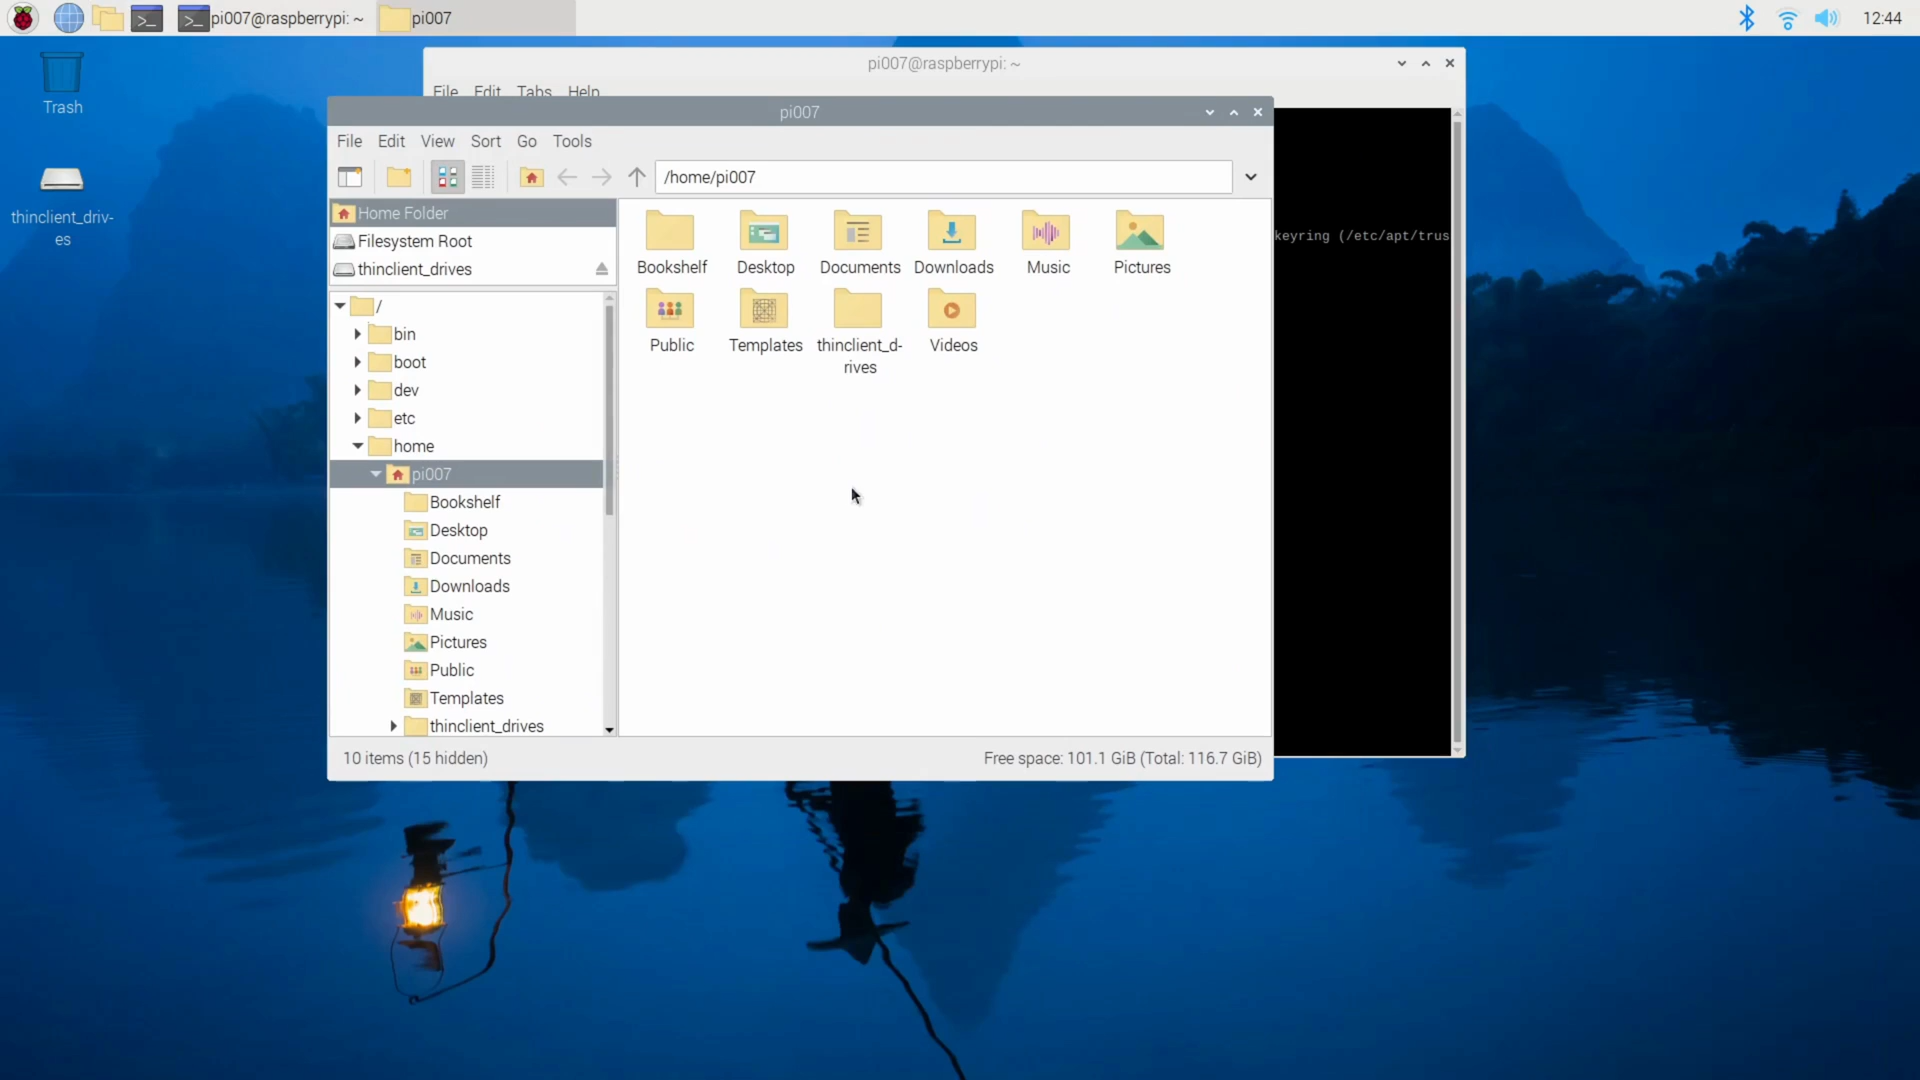 pi007@raspberrypi: ~
pi007
12:44
Trash
thinclient_driv-
es
pi007@raspberrypi: ~
File Edit Tabs Help
pi007
File Edit View Sort Go Tools
/home/pi007
Home Folder
Filesystem Root
thinclient_drives
/
bin
boot
dev
etc
home
pi007
Bookshelf
Desktop
Documents
Downloads
Music
Pictures
Public
Templates
thinclient_drives
Bookshelf Desktop Documents Downloads Music Pictures
Public Templates thinclient_d-
rives Videos
keyring (/etc/apt/trus
10 items (15 hidden)
Free space: 101.1 GiB (Total: 116.7 GiB)